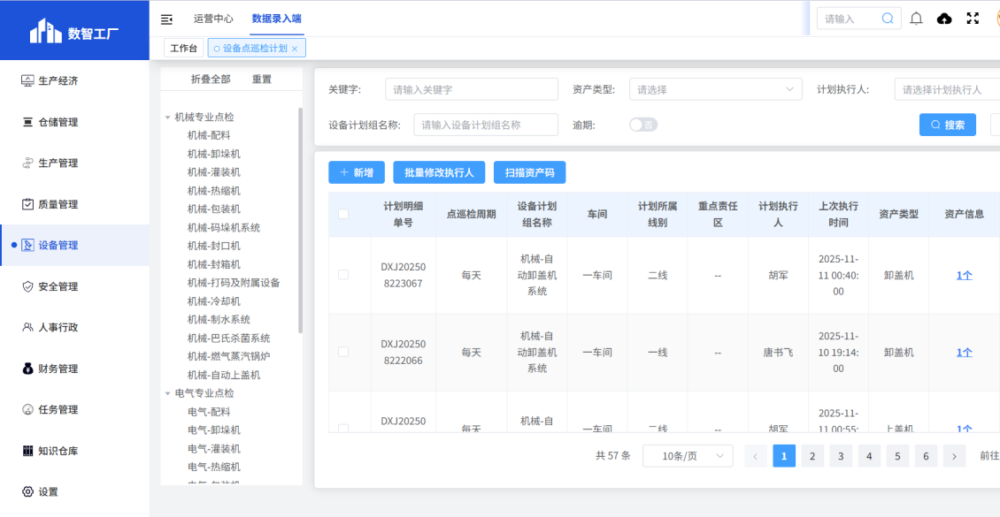 数智工厂
运营中心
数据录入端
请输入
工作台
设备点巡检计划
生产经济
仓储管理
生产管理
质量管理
设备管理
安全管理
人事行政
财务管理
任务管理
知识仓库
设置
折叠全部
重置
机械专业点检
机械-配料
机械-卸垛机
机械-灌装机
机械-热缩机
机械-包装机
机械-码垛机系统
机械-封口机
机械-封箱机
机械-打码及附属设备
机械-冷却机
机械-制水系统
机械-巴氏杀菌系统
机械-燃气蒸汽锅炉
机械-自动上盖机
电气专业点检
电气-配料
电气-卸垛机
电气-灌装机
电气-热缩机
关键字:
请输入关键字
资产类型:
请选择
计划执行人:
请选择计划执行人
设备计划组名称:
请输入设备计划组名称
逾期:
否
搜索
新增
批量修改执行人
扫描资产码
计划明细
单号
点巡检周期
设备计划
组名称
车间
计划所属
线别
重点责任
区
计划执行
人
上次执行
时间
资产类型
资产信息
DXJ20250
8223067
每天
机械-自
动卸盖机
系统
一车间
二线
--
胡军
2025-11-
11 00:40:
00
卸盖机
1个
DXJ20250
8222066
每天
机械-自
动卸盖机
系统
一车间
一线
--
唐书飞
2025-11-
10 19:14:
00
卸盖机
1个
DXJ20250
每天
机械-自
一车间
二线
--
胡军
2025-11-
11 00:55:
上盖机
1个
共 57 条
10条/页
1
2
3
4
5
6
前往